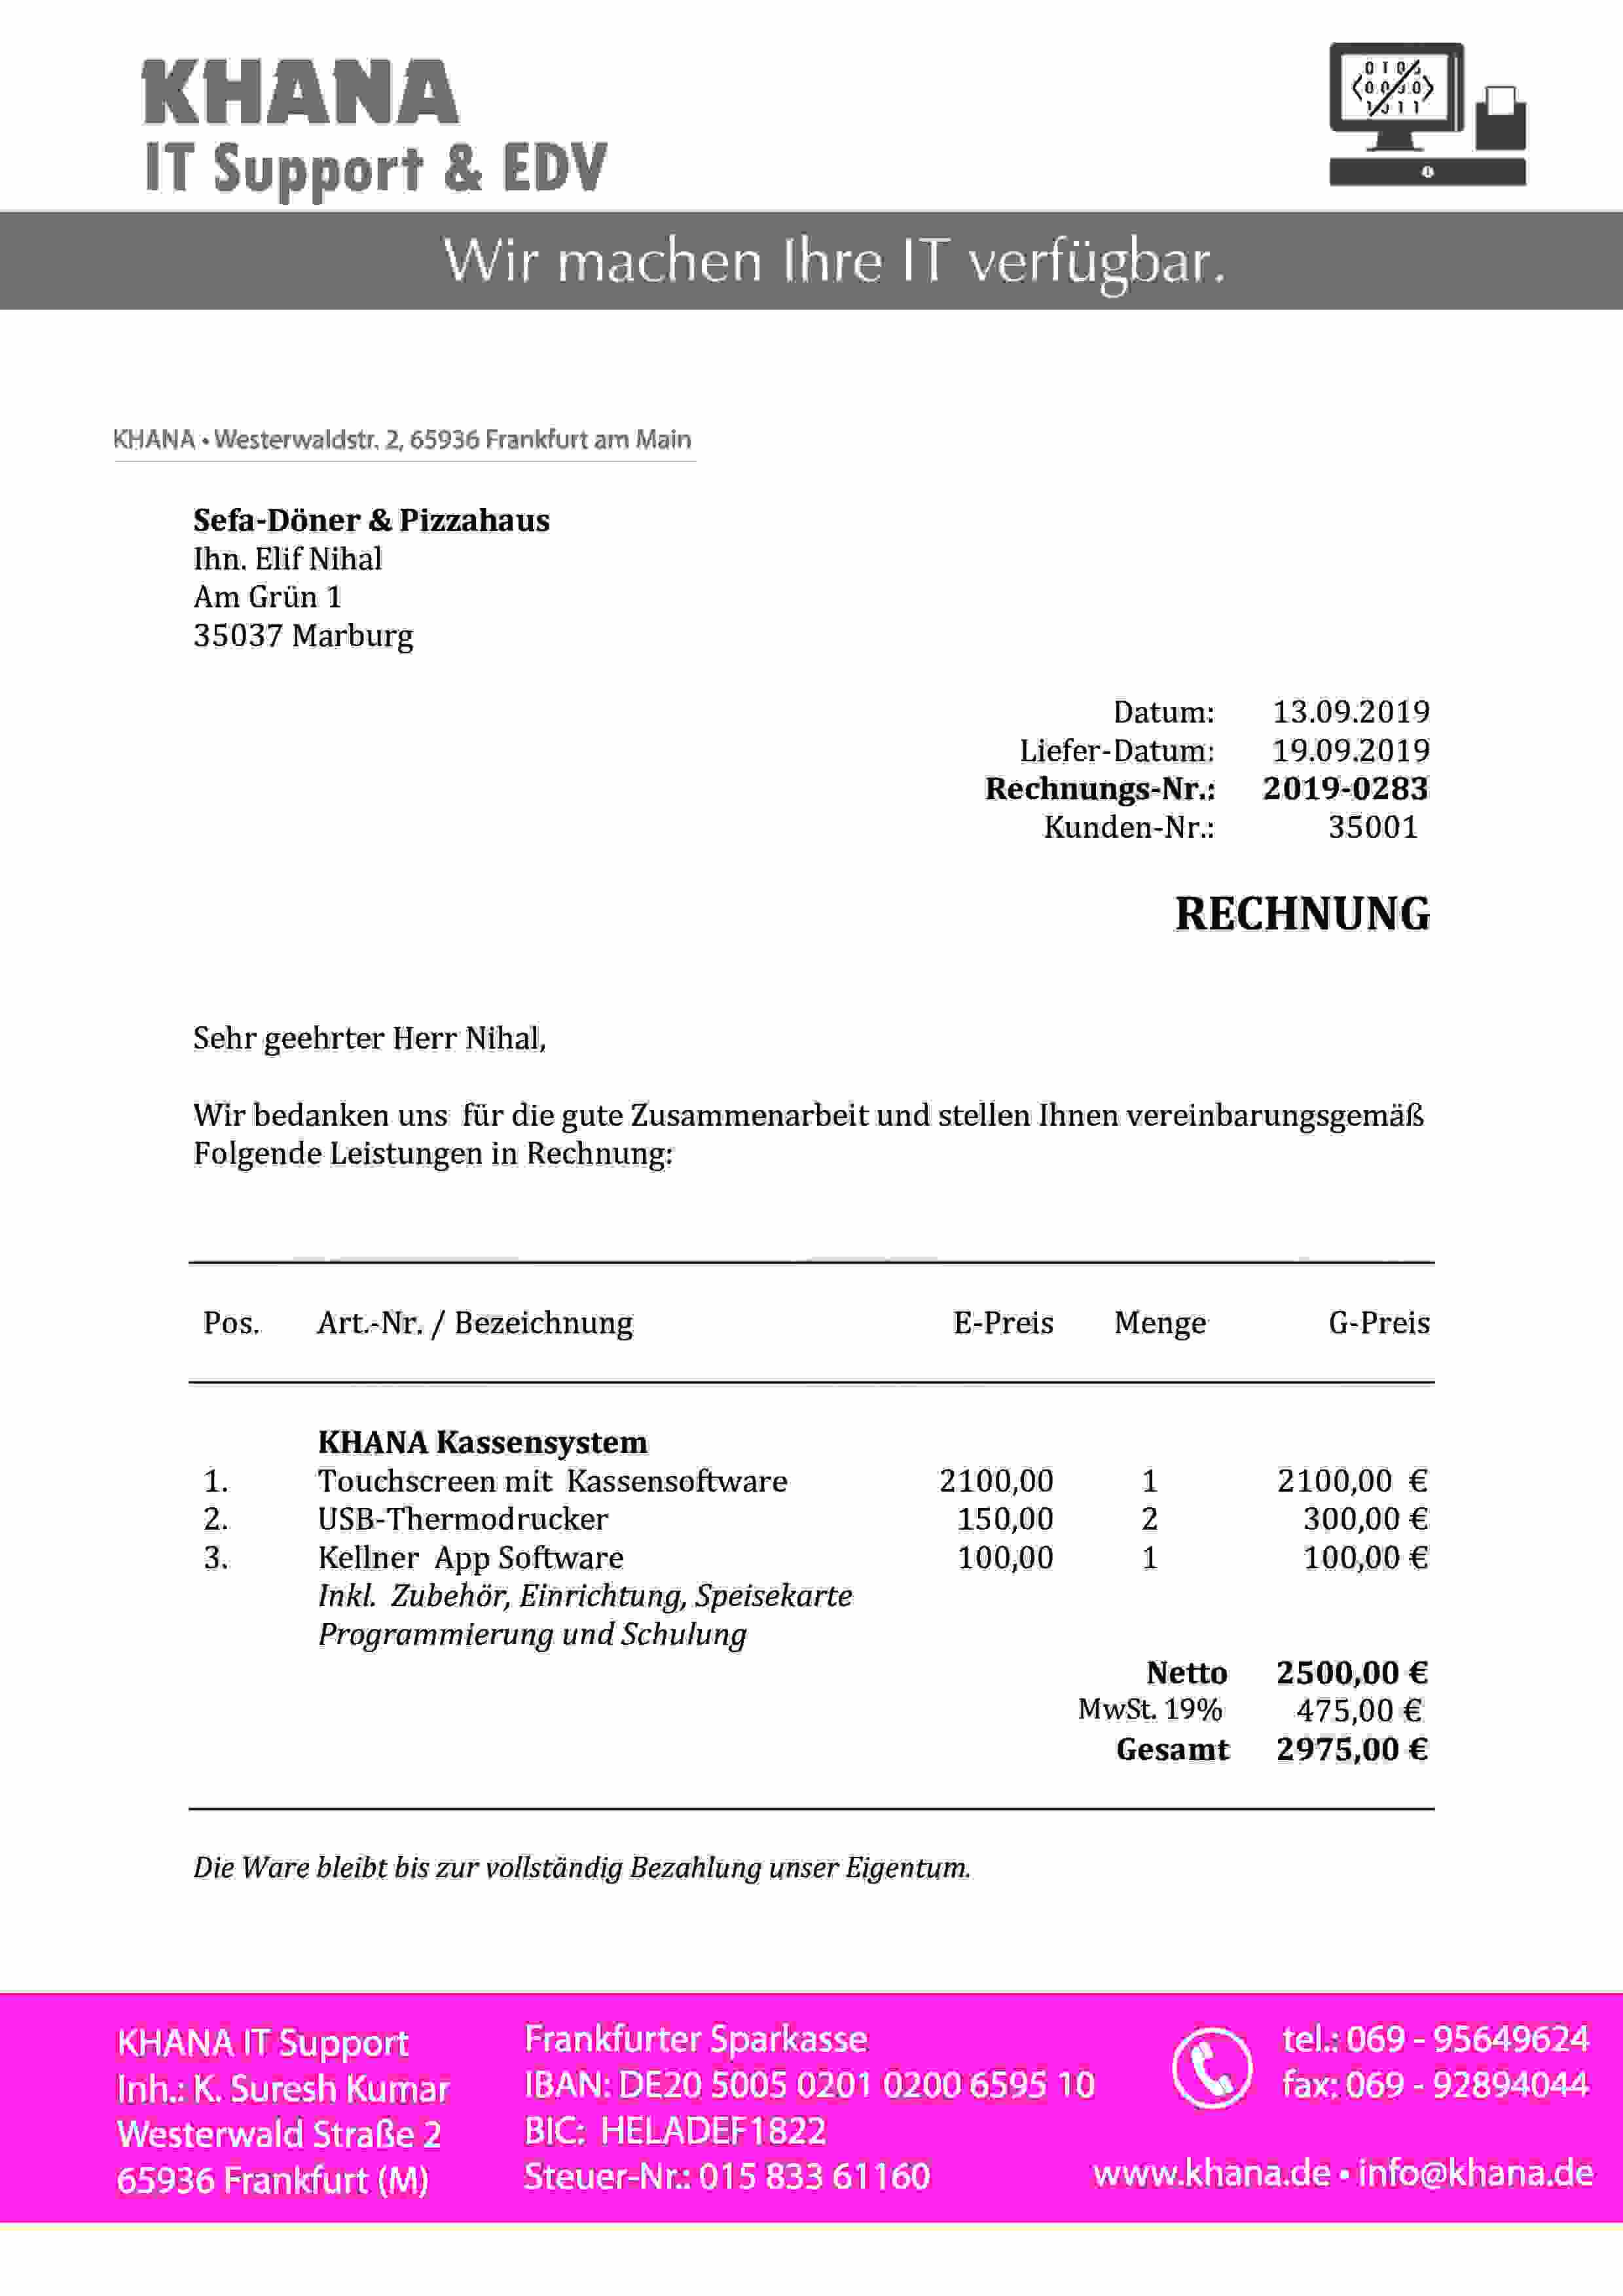 KHANA
IT Support & EDV
Wir machen Ihre IT verfügbar.
KHANA • Westerwaldstr. 2, 65936 Frankfurt am Main
Sefa-Döner & Pizzahaus
Ihn. Elif Nihal
Am Grün 1
35037 Marburg
Datum: 13.09.2019
Liefer-Datum: 19.09.2019
Rechnungs-Nr.: 2019-0283
Kunden-Nr.: 35001
RECHNUNG
Sehr geehrter Herr Nihal,
Wir bedanken uns für die gute Zusammenarbeit und stellen Ihnen vereinbarungsgemäß
Folgende Leistungen in Rechnung:
Pos. Art.-Nr. / Bezeichnung E-Preis Menge G-Preis
KHANA Kassensystem
1. Touchscreen mit Kassensoftware 2100,00 1 2100,00 €
2. USB-Thermodrucker 150,00 2 300,00 €
3. Kellner App Software 100,00 1 100,00 €
Inkl. Zubehör, Einrichtung, Speisekarte
Programmierung und Schulung
Netto 2500,00 €
MwSt. 19% 475,00 €
Gesamt 2975,00 €
Die Ware bleibt bis zur vollständig Bezahlung unser Eigentum.
KHANA IT Support
Inh.: K. Suresh Kumar
Westerwald Straße 2
65936 Frankfurt (M)
Frankfurter Sparkasse
IBAN: DE20 5005 0201 0200 6595 10
BIC: HELADEF1822
Steuer-Nr.: 015 833 61160
tel.: 069 - 95649624
fax: 069 - 92894044
www.khana.de • info@khana.de